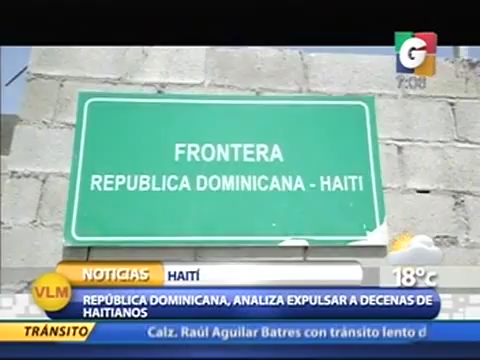 G
7:08
FRONTERA
REPUBLICA DOMINICANA - HAITI
18°c
NOTICIAS
HAITÍ
VLM
REPÚBLICA DOMINICANA, ANALIZA EXPULSAR A DECENAS DE
HAITIANOS
TRÁNSITO
Calz. Raúl Aguilar Batres con tránsito lento d